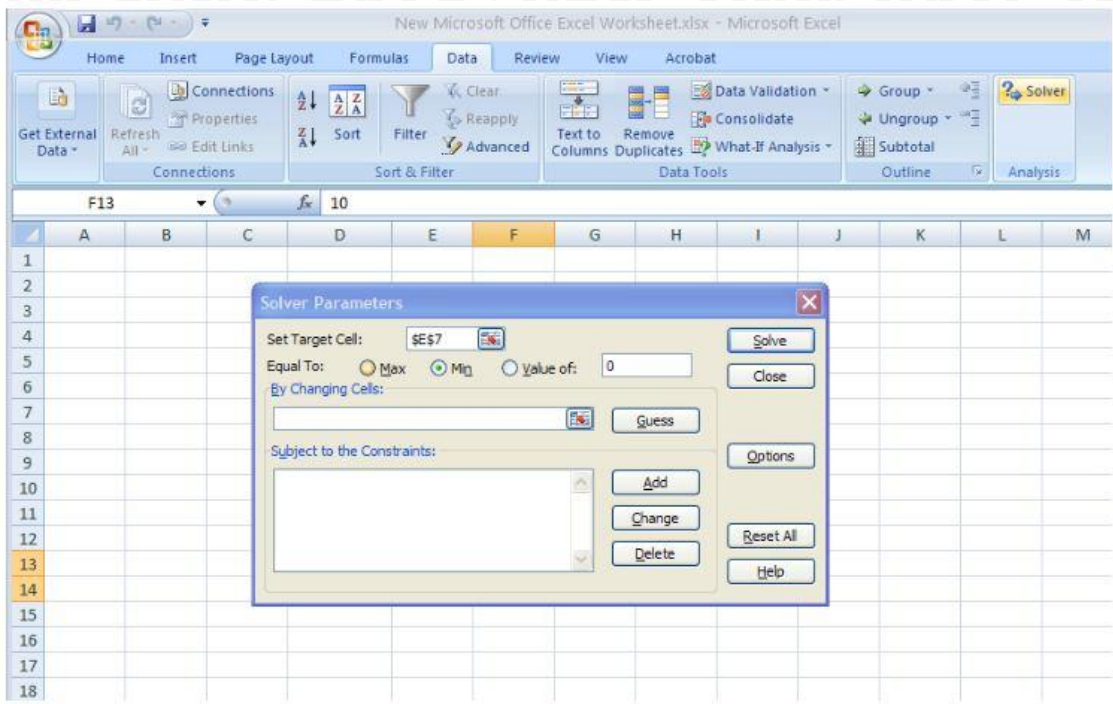 New Microsoft Office Excel Worksheet.xlsx - Microsoft Excel
Home Insert Page Layout Formulas Data Review View Acrobat
Get External Data
Refresh All
Connections
Properties
Edit Links
Connections
A Z
Z A
A Z
Z A
Sort
Filter
Clear
Reapply
Advanced
Sort & Filter
Text to Columns
Remove Duplicates
Data Validation
Consolidate
What-If Analysis
Data Tools
Group
Ungroup
Subtotal
Outline
Solver
Analysis
F13 fx 10
A B C D E F G H I J K L M
1
2
3
4
5
6
7
8
9
10
11
12
13
14
15
16
17
18
Solver Parameters
Set Target Cell: $E$7 Solve
Equal To: Max Min Value of: 0 Close
By Changing Cells:
Guess
Subject to the Constraints:
Options
Add
Change
Reset All
Delete
Help